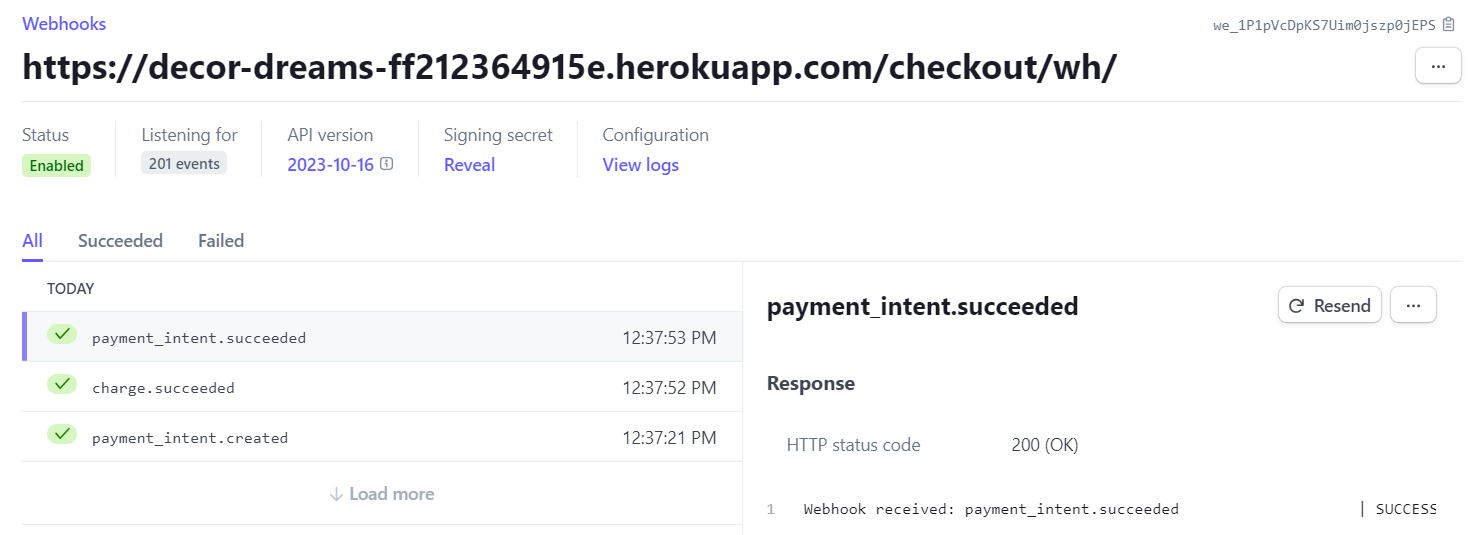 Webhooks
we_1P1pVcDpKS7Uim0jszp0jEPS
https://decor-dreams-ff212364915e.herokuapp.com/checkout/wh/
Status Listening for API version Signing secret Configuration
Enabled 201 events 2023-10-16 Reveal View logs
All Succeeded Failed
TODAY
payment_intent.succeeded 12:37:53 PM
charge.succeeded 12:37:52 PM
payment_intent.created 12:37:21 PM
Load more
payment_intent.succeeded Resend
Response
HTTP status code 200 (OK)
1 Webhook received: payment_intent.succeeded | SUCCESS